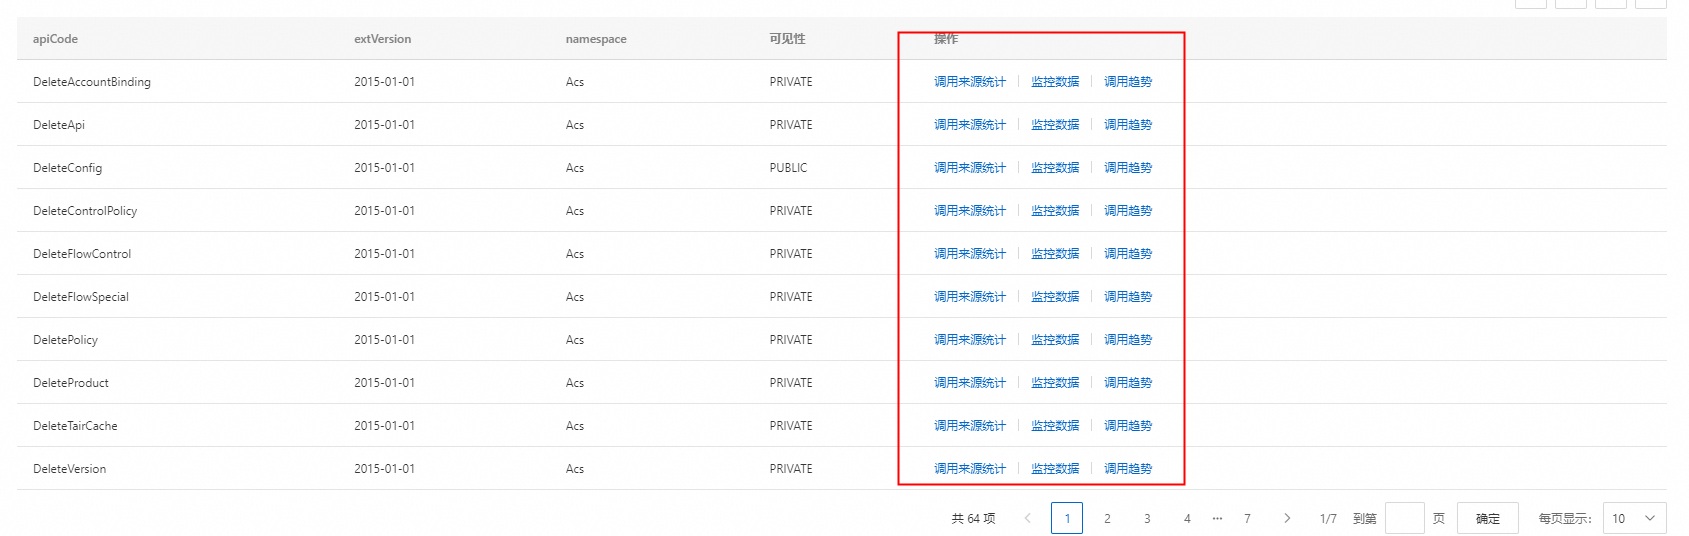 apiCode extVersion namespace 可见性 操作
DeleteAccountBinding 2015-01-01 Acs PRIVATE 调用来源统计 监控数据 调用趋势
DeleteApi 2015-01-01 Acs PRIVATE 调用来源统计 监控数据 调用趋势
DeleteConfig 2015-01-01 Acs PUBLIC 调用来源统计 监控数据 调用趋势
DeleteControlPolicy 2015-01-01 Acs PRIVATE 调用来源统计 监控数据 调用趋势
DeleteFlowControl 2015-01-01 Acs PRIVATE 调用来源统计 监控数据 调用趋势
DeleteFlowSpecial 2015-01-01 Acs PRIVATE 调用来源统计 监控数据 调用趋势
DeletePolicy 2015-01-01 Acs PRIVATE 调用来源统计 监控数据 调用趋势
DeleteProduct 2015-01-01 Acs PRIVATE 调用来源统计 监控数据 调用趋势
DeleteTairCache 2015-01-01 Acs PRIVATE 调用来源统计 监控数据 调用趋势
DeleteVersion 2015-01-01 Acs PRIVATE 调用来源统计 监控数据 调用趋势
共 64 项 1 2 3 4 ··· 7 1/7 到第 页 确定 每页显示: 10